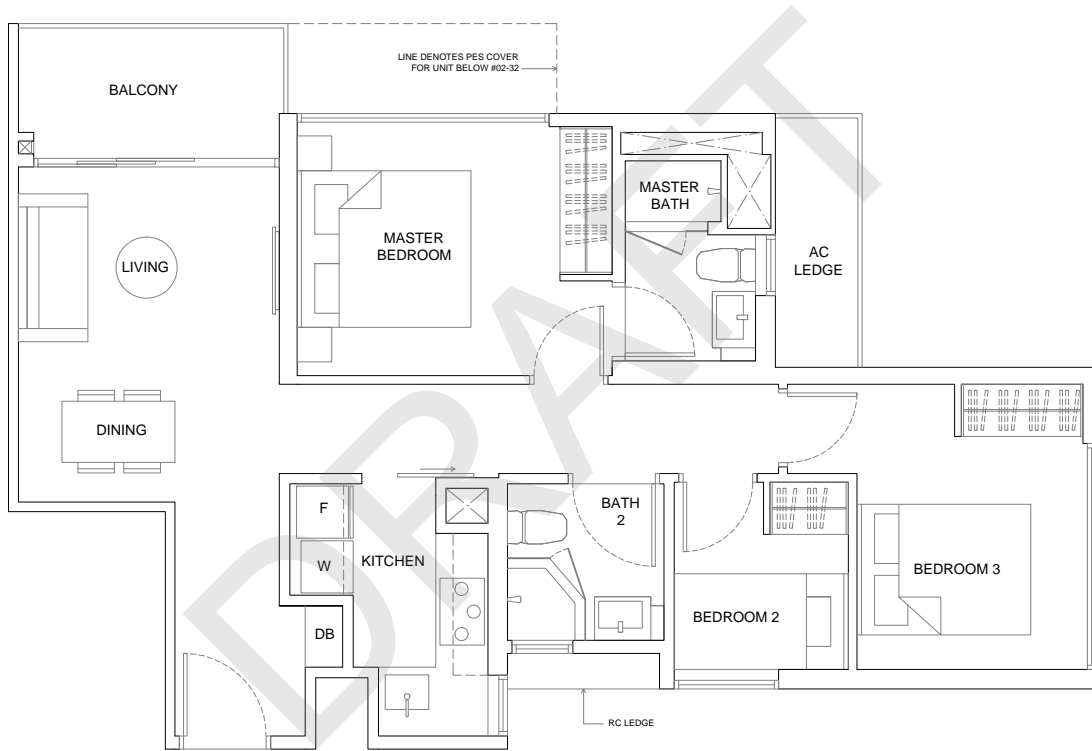 LINE DENOTES PES COVER
FOR UNIT BELOW #02-32
BALCONY
MASTER
BATH
MASTER
BEDROOM
LIVING
AC
LEDGE
DINING
F
BATH
2
W
KITCHEN
BEDROOM 3
BEDROOM 2
DB
RC LEDGE
DRAFT